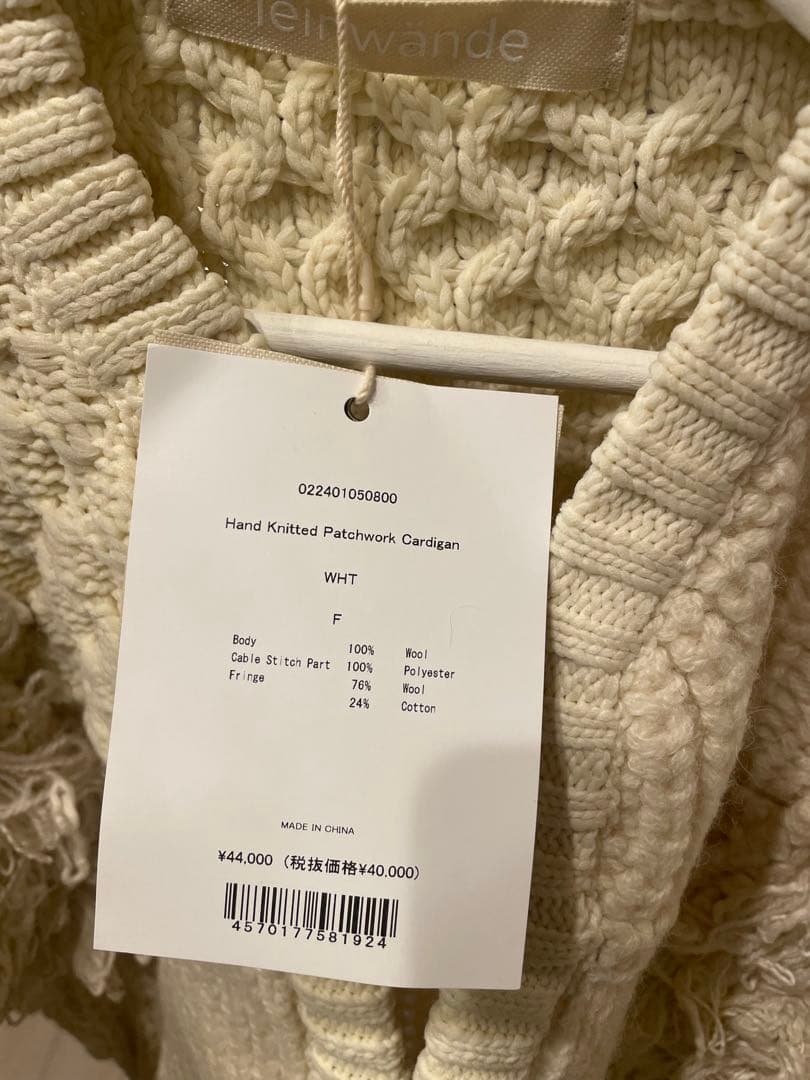 leinwände
022401050800
Hand Knitted Patchwork Cardigan
WHT
F
Body 100% Wool
Cable Stitch Part 100% Polyester
Fringe 76% Wool
24% Cotton
MADE IN CHINA
¥44,000（税抜価格¥40,000）
4570177581924